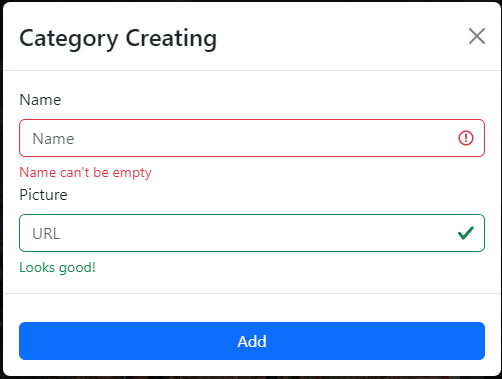 Category Creating
Name
Name
Name can't be empty
Picture
URL
Looks good!
Add